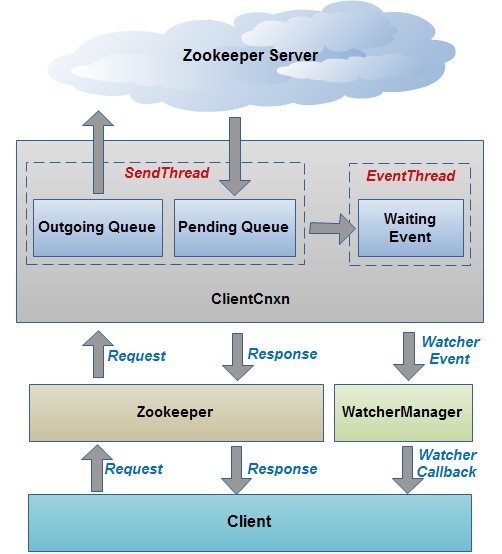 Zookeeper Server
SendThread
EventThread
Outgoing Queue
Pending Queue
Waiting
Event
ClientCnxn
Request
Response
Watcher
Event
Zookeeper
WatcherManager
Request
Response
Watcher
Callback
Client